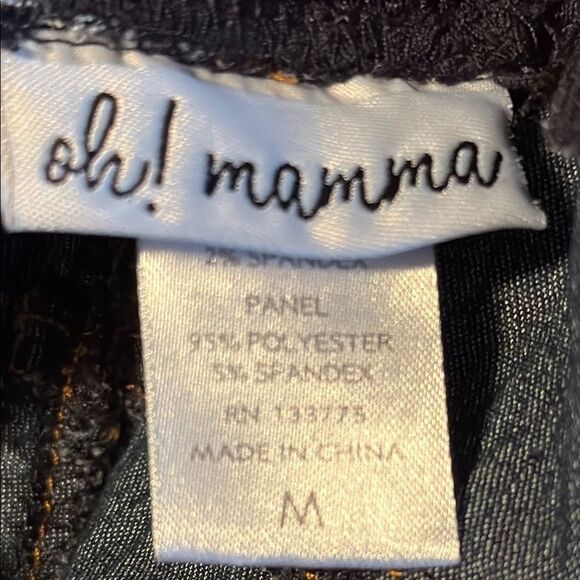 oh! mamma
2% SPANDEX
PANEL
95% POLYESTER
5% SPANDEX
RN 133775
MADE IN CHINA
M